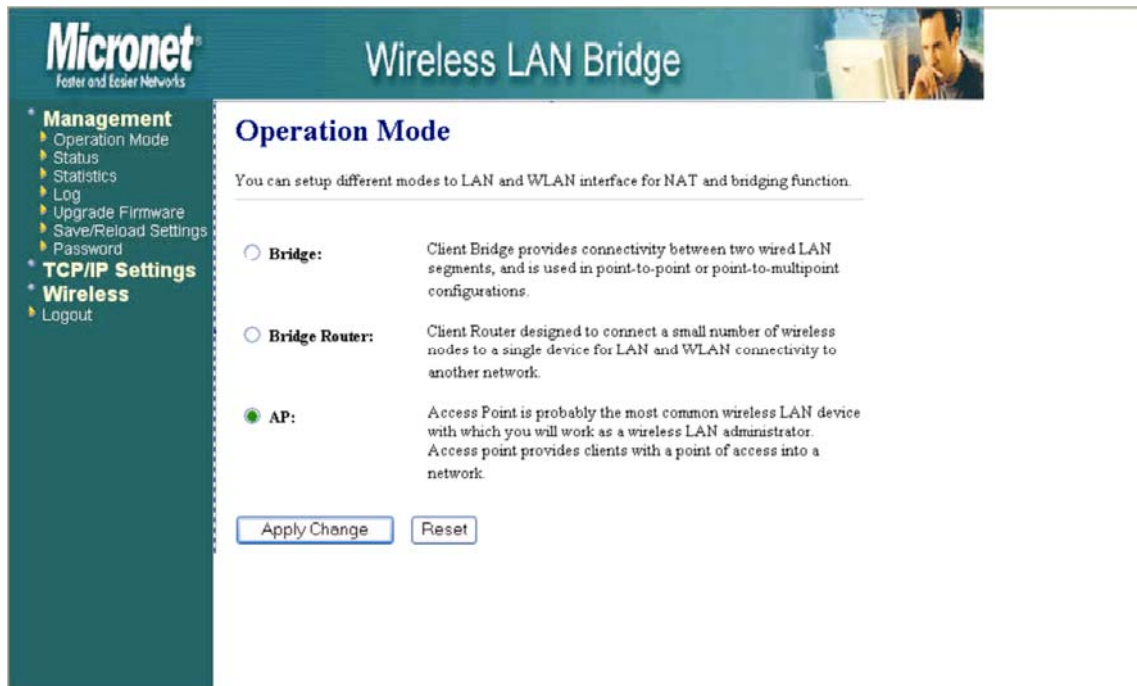 Micronet
Faster and Easier Networks
Wireless LAN Bridge
Management
Operation Mode
Status
Statistics
Log
Upgrade Firmware
Save/Reload Settings
Password
TCP/IP Settings
Wireless
Logout
Operation Mode
You can setup different modes to LAN and WLAN interface for NAT and bridging function.
Bridge:
Client Bridge provides connectivity between two wired LAN
segments, and is used in point-to-point or point-to-multipoint
configurations.
Bridge Router:
Client Router designed to connect a small number of wireless
nodes to a single device for LAN and WLAN connectivity to
another network.
AP:
Access Point is probably the most common wireless LAN device
with which you will work as a wireless LAN administrator.
Access point provides clients with a point of access into a
network.
Apply Change
Reset